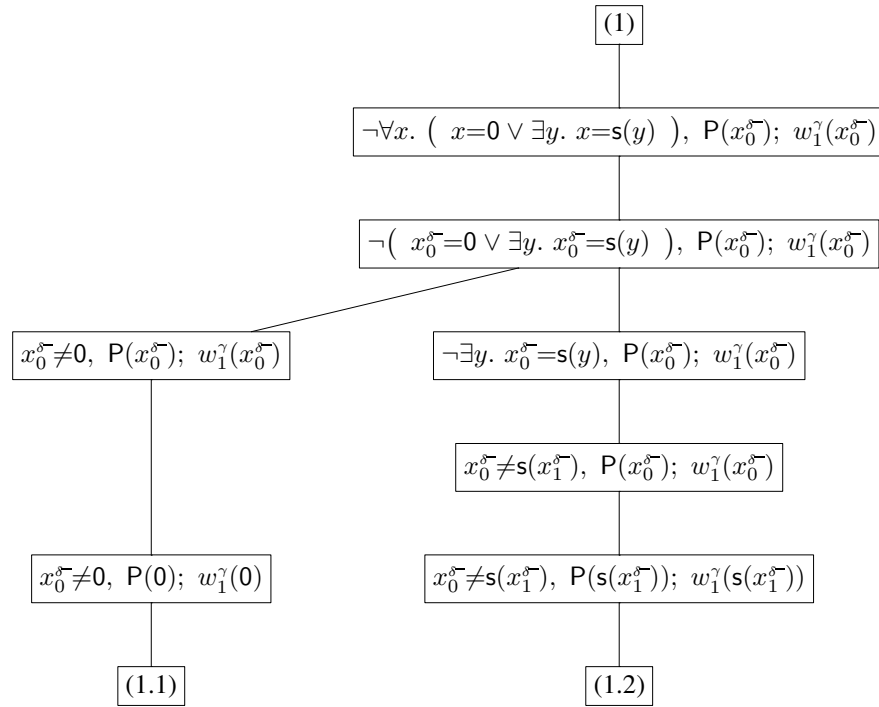 (1)
¬∀x. ( x=0 ∨ ∃y. x=s(y) ), P(x₀^δ−); w₁^γ(x₀^δ−)
¬( x₀^δ−=0 ∨ ∃y. x₀^δ−=s(y) ), P(x₀^δ−); w₁^γ(x₀^δ−)
x₀^δ−≠0, P(x₀^δ−); w₁^γ(x₀^δ−)
¬∃y. x₀^δ−=s(y), P(x₀^δ−); w₁^γ(x₀^δ−)
x₀^δ−≠s(x₁^δ−), P(x₀^δ−); w₁^γ(x₀^δ−)
x₀^δ−≠0, P(0); w₁^γ(0)
x₀^δ−≠s(x₁^δ−), P(s(x₁^δ−)); w₁^γ(s(x₁^δ−))
(1.1)
(1.2)